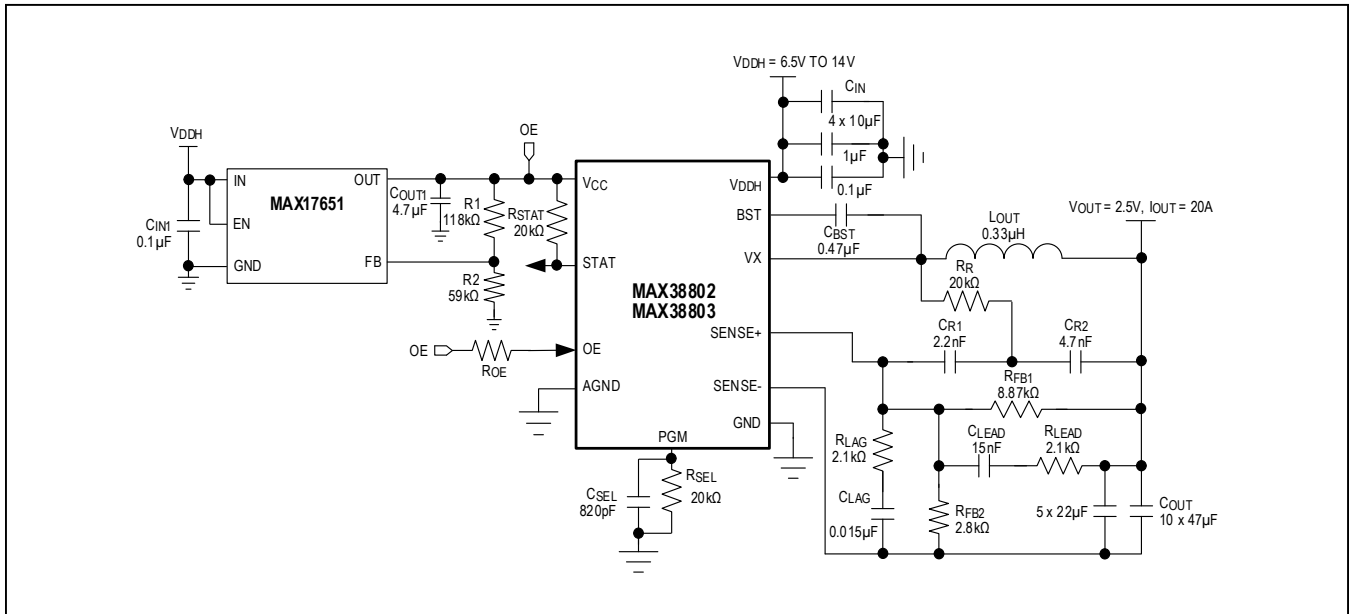 VDDH = 6.5V TO 14V
CIN
4 x 10µF
1µF
0.1µF
OE
VDDH
IN
OUT
MAX17651
EN
FB
GND
CIN1
0.1µF
COUT1
4.7µF
R1
118kΩ
RSTAT
20kΩ
R2
59kΩ
OE
ROE
VCC
VDDH
BST
STAT
VX
MAX38802
MAX38803
SENSE+
OE
SENSE-
AGND
GND
PGM
CBST
0.47µF
LOUT
0.33µH
VOUT = 2.5V, IOUT = 20A
RR
20kΩ
CR1
2.2nF
CR2
4.7nF
RFB1
8.87kΩ
CLEAD
15nF
RLEAD
2.1kΩ
RLAG
2.1kΩ
CLAG
0.015µF
RFB2
2.8kΩ
5 x 22µF
COUT
10 x 47µF
CSEL
820pF
RSEL
20kΩ